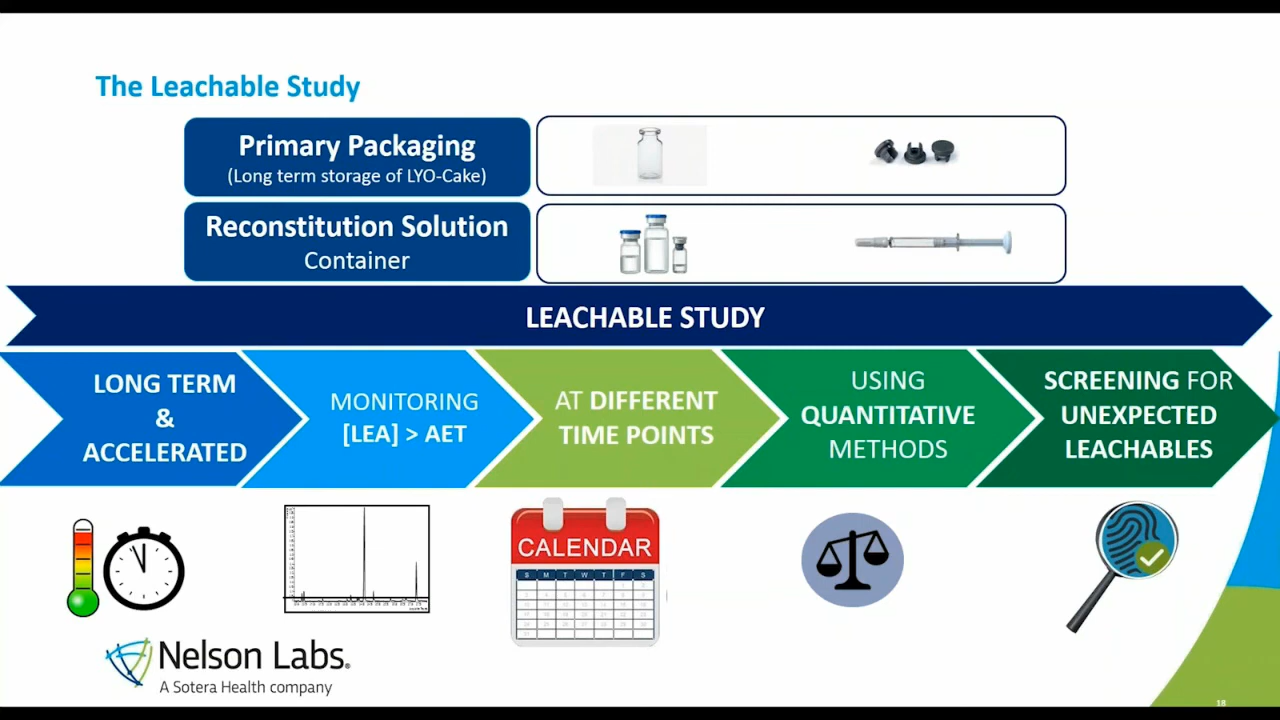 The Leachable Study
Primary Packaging
(Long term storage of LYO-Cake)
Reconstitution Solution
Container
LEACHABLE STUDY
LONG TERM
&
ACCELERATED
MONITORING
[LEA] > AET
AT DIFFERENT
TIME POINTS
USING
QUANTITATIVE
METHODS
SCREENING FOR
UNEXPECTED
LEACHABLES
CALENDAR
S M T W T F S
Nelson Labs.®
A Sotera Health company
18